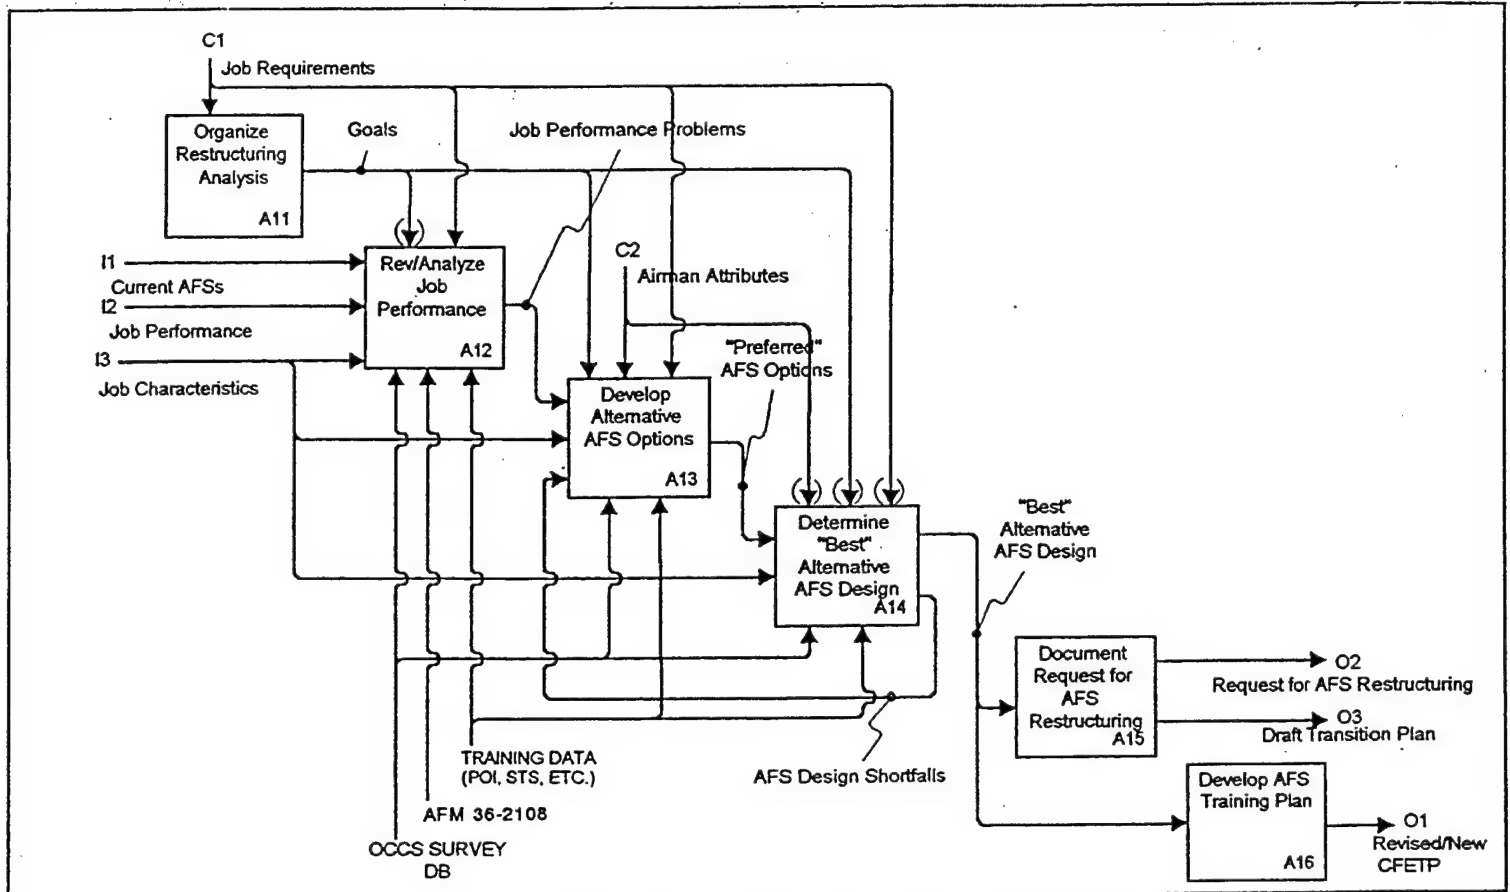 C1
Job Requirements
Organize
Restructuring
Analysis
A11
Goals
Job Performance Problems
I1
Current AFSs
I2
Job Performance
I3
Job Characteristics
Rev/Analyze
Job
Performance
A12
C2
Airman Attributes
"Preferred"
AFS Options
Develop
Alternative
AFS Options
A13
Determine
"Best"
Alternative
AFS Design
A14
"Best"
Alternative
AFS Design
Document
Request for
AFS
Restructuring
A15
O2
Request for AFS Restructuring
O3
Draft Transition Plan
TRAINING DATA
(POI, STS, ETC.)
AFS Design Shortfalls
AFM 36-2108
OCCS SURVEY
DB
Develop AFS
Training Plan
A16
O1
Revised/New
CFETP